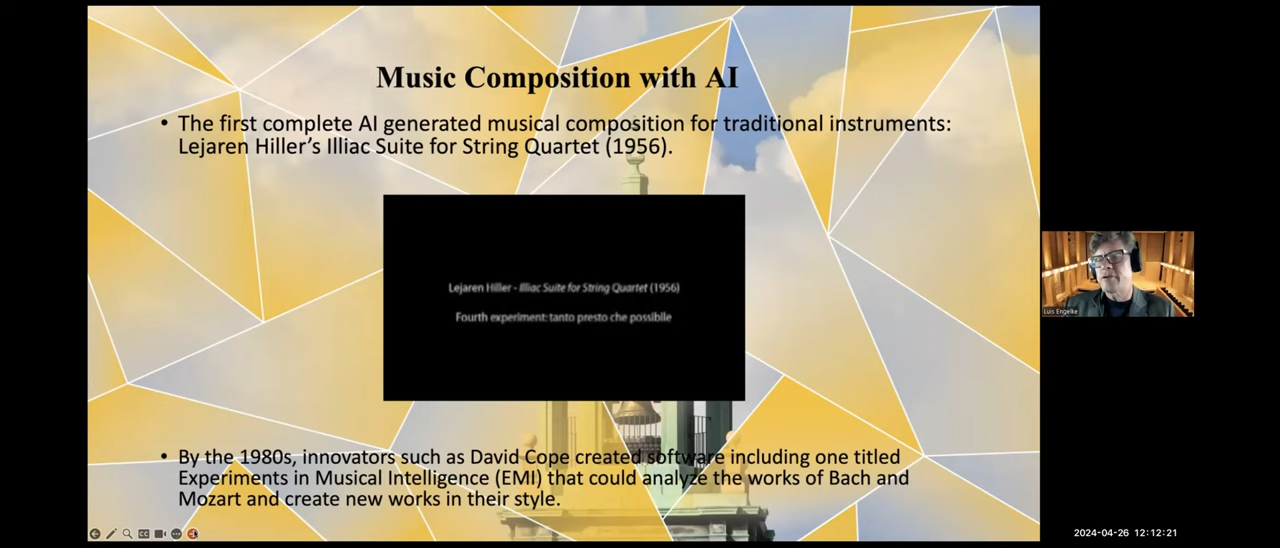 Music Composition with AI
• The first complete AI generated musical composition for traditional instruments:
Lejaren Hiller's Illiac Suite for String Quartet (1956).
Lejaren Hiller - Illiac Suite for String Quartet (1956)
Fourth experiment: tanto presto che possibile
Luis Engelke
• By the 1980s, innovators such as David Cope created software including one titled
Experiments in Musical Intelligence (EMI) that could analyze the works of Bach and
Mozart and create new works in their style.
CC
2024-04-26 12:12:21